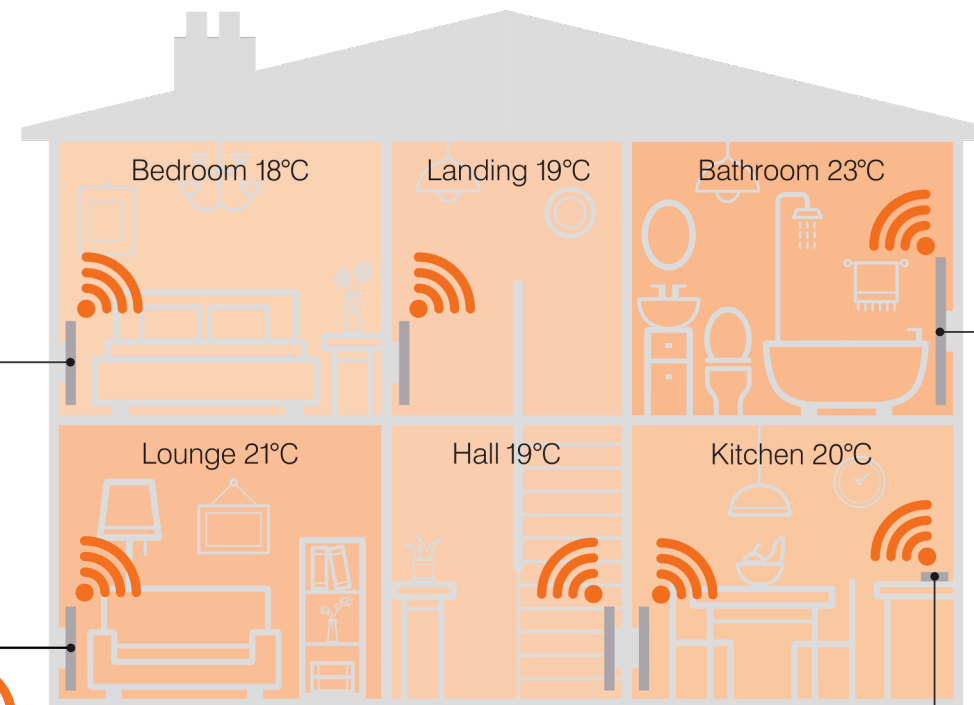 Bedroom 18°C
Landing 19°C
Bathroom 23°C
Lounge 21°C
Hall 19°C
Kitchen 20°C